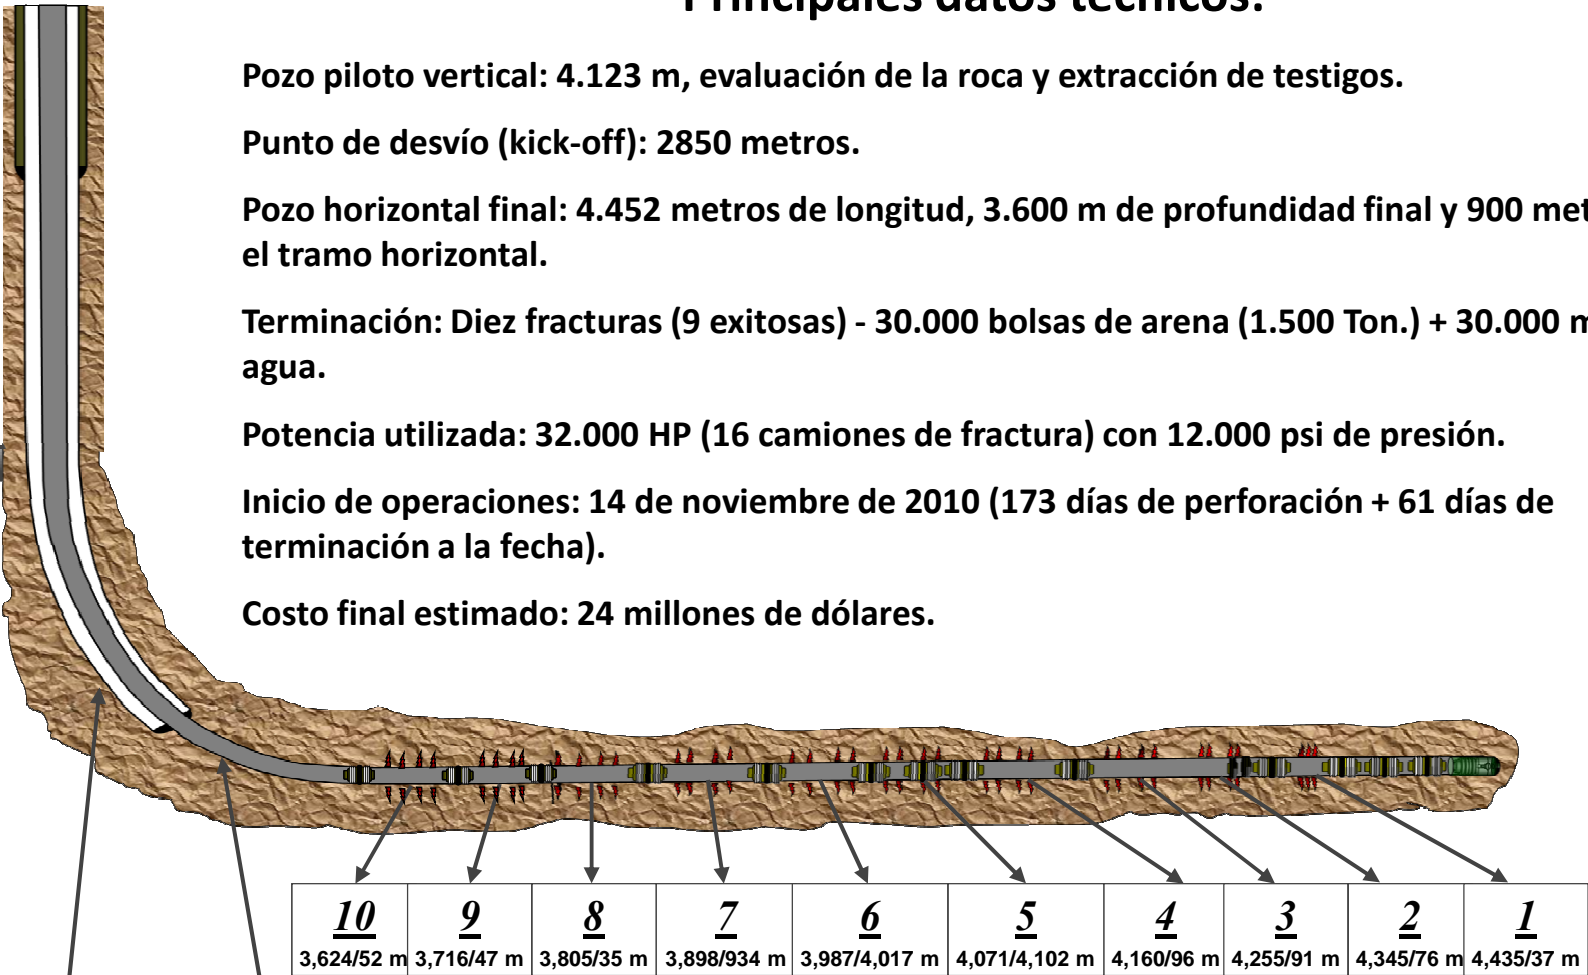 Principales datos técnicos:
Pozo piloto vertical: 4.123 m, evaluación de la roca y extracción de testigos.
Punto de desvío (kick-off): 2850 metros.
Pozo horizontal final: 4.452 metros de longitud, 3.600 m de profundidad final y 900 met
el tramo horizontal.
Terminación: Diez fracturas (9 exitosas) - 30.000 bolsas de arena (1.500 Ton.) + 30.000 m
agua.
Potencia utilizada: 32.000 HP (16 camiones de fractura) con 12.000 psi de presión.
Inicio de operaciones: 14 de noviembre de 2010 (173 días de perforación + 61 días de
terminación a la fecha).
Costo final estimado: 24 millones de dólares.
10 9 8 7 6 5 4 3 2 1
3,624/52 m 3,716/47 m 3,805/35 m 3,898/934 m 3,987/4,017 m 4,071/4,102 m 4,160/96 m 4,255/91 m 4,345/76 m 4,435/37 m